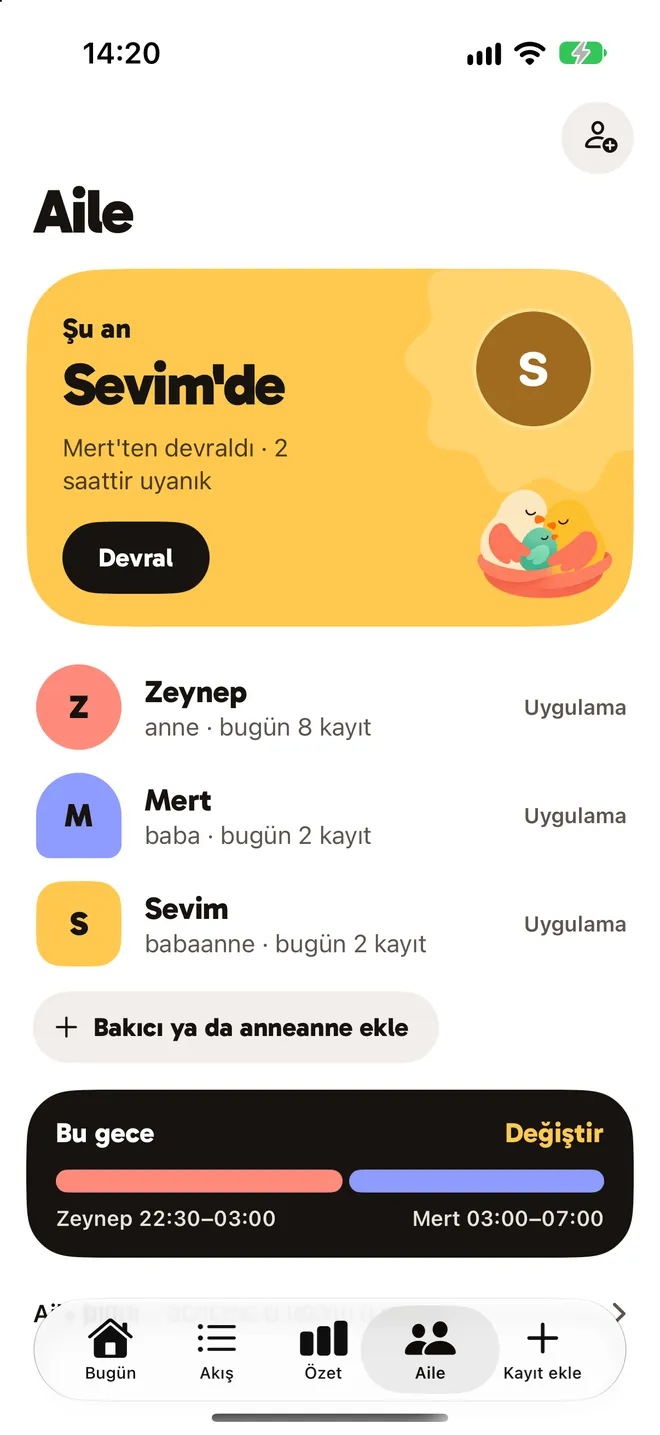 14:20
Aile
Şu an
Sevim'de
S
Mert'ten devraldı · 2
saattir uyanık
Devral
Z
Zeynep
anne · bugün 8 kayıt
Uygulama
M
Mert
baba · bugün 2 kayıt
Uygulama
S
Sevim
babaanne · bugün 2 kayıt
Uygulama
+ Bakıcı ya da anneanne ekle
Bu gece
Değiştir
Zeynep 22:30–03:00
Mert 03:00–07:00
Bugün
Akış
Özet
Aile
Kayıt ekle